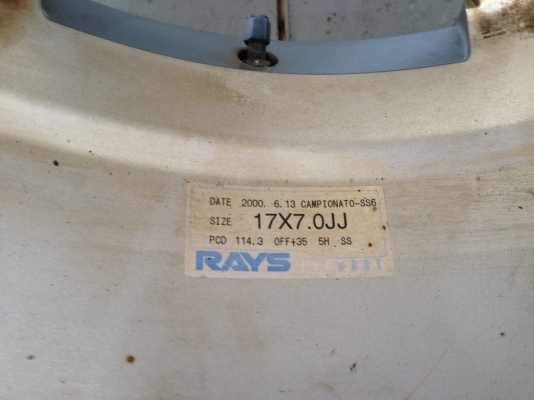 DATE 2000. 6.13 CAMPIONATO-SS6
SIZE 17X7.0JJ
PCD 114.3 OFF+35 5H SS
RAYS